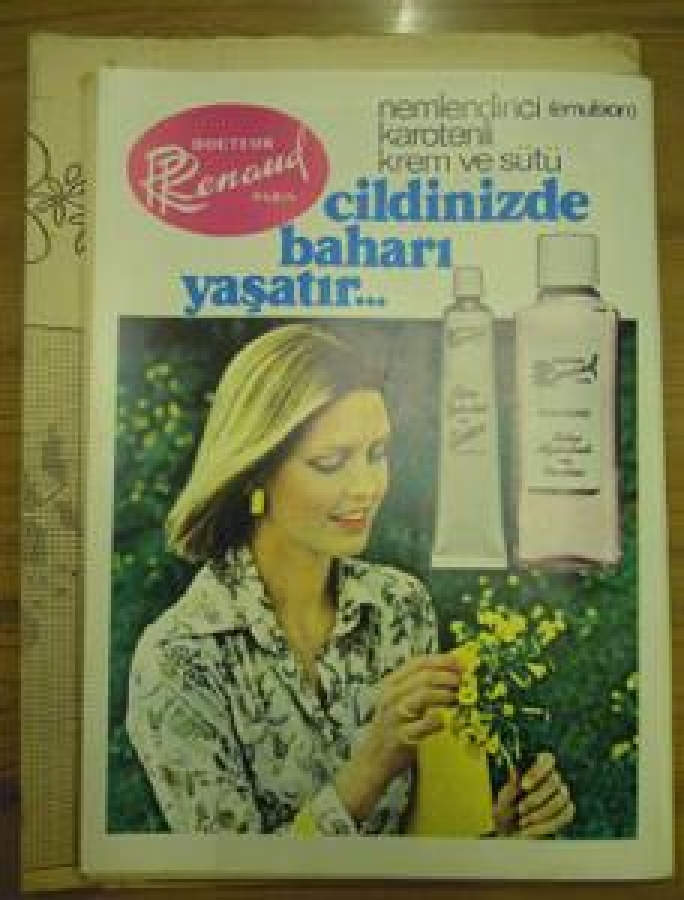 DOCTEUR
Renaud
PARIS
nemlendirici (emulsion)
karotenli
krem ve sütü
cildinizde
baharı
yaşatır...